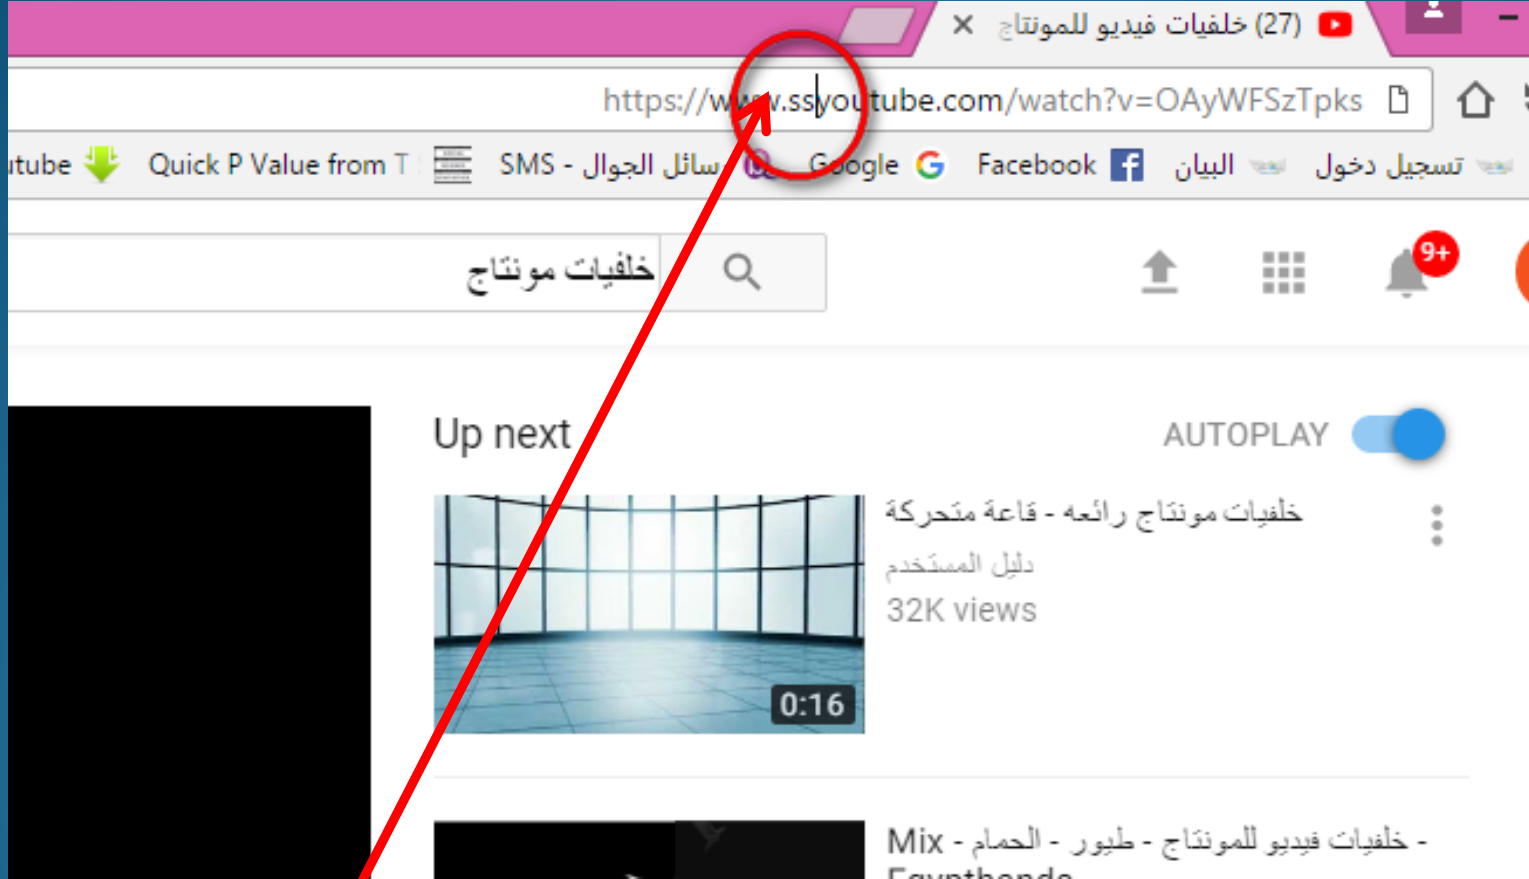 (27) خلفيات فيديو للمونتاج
https://www.ssyoutube.com/watch?v=OAyWFSzTpks
تسجيل دخول
البيان
Facebook
Google
SMS - رسائل الجوال
Quick P Value from T
utube
خلفيات مونتاج
9+
Up next
AUTOPLAY
خلفيات مونتاج رائعه - قاعة متحركة
دليل المستخدم
32K views
0:16
Mix - خلفيات فيديو للمونتاج - طيور - الحمام -